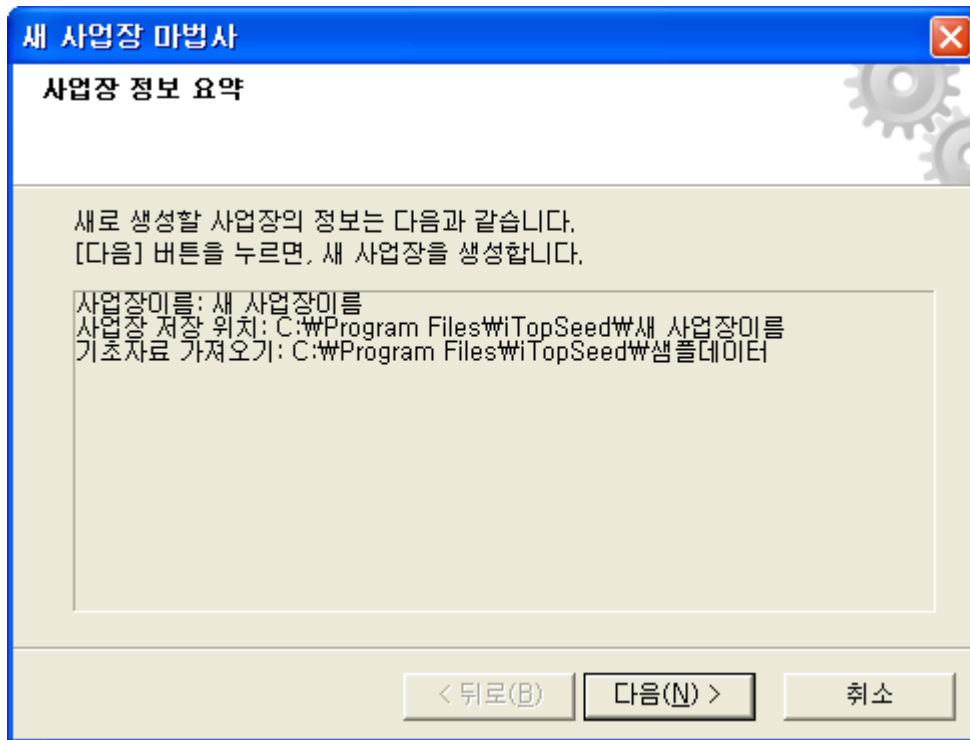 새 사업장 마법사
사업장 정보 요약
새로 생성할 사업장의 정보는 다음과 같습니다.
[다음] 버튼을 누르면, 새 사업장을 생성합니다.
사업장이름: 새 사업장이름
사업장 저장 위치: C:₩Program Files₩iTopSeed₩새 사업장이름
기초자료 가져오기: C:₩Program Files₩iTopSeed₩샘플데이터
< 뒤로(B)
다음(N) >
취소